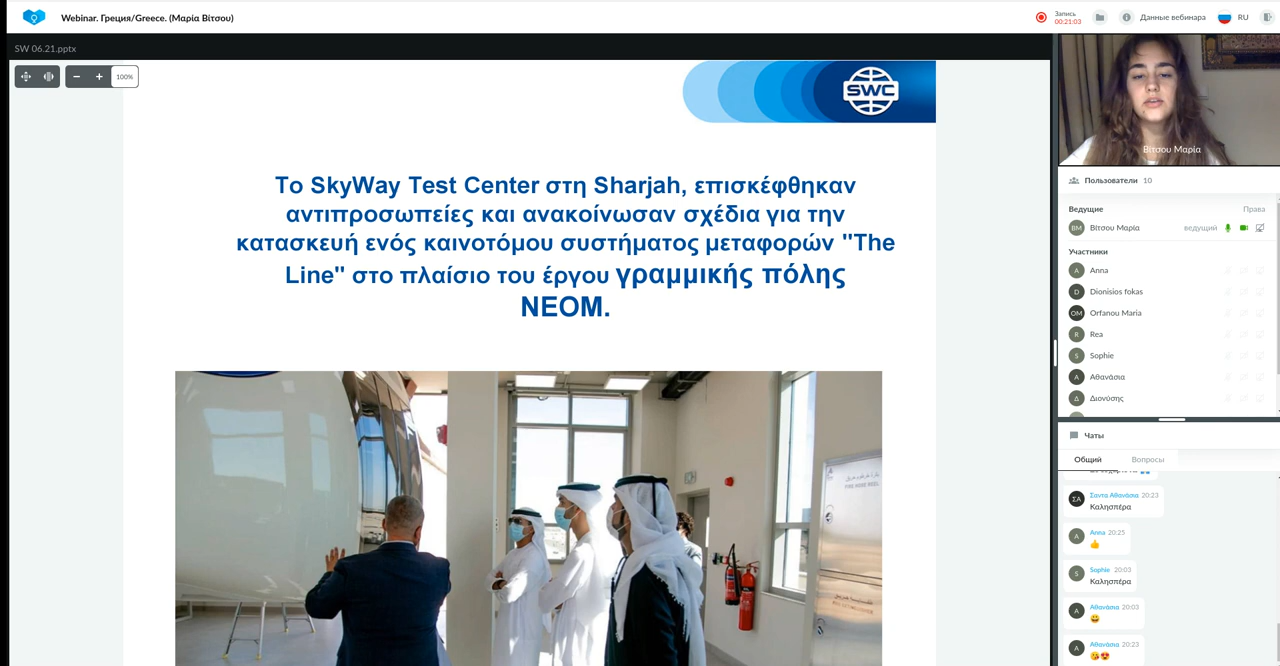 Webinar. Греция/Greece. (Μαρία Βίτσου)
Запись
00:21:03
Данные вебинара
RU
SW 06.21.pptx
100%
SWC
Το SkyWay Test Center στη Sharjah, επισκέφθηκαν
αντιπροσωπείες και ανακοίνωσαν σχέδια για την
κατασκευή ενός καινοτόμου συστήματος μεταφορών "The
Line" στο πλαίσιο του έργου γραμμικής πόλης
NEOM.
Βίτσου Μαρία
Пользователи 10
Ведущие
Права
ΒΜ
Βίτσου Μαρία
ведущий
Участники
A
Anna
D
Dionisios fokas
OM
Orfanou Maria
R
Rea
S
Sophie
Α
Αθανάσια
Δ
Διονύσης
Чаты
Общий
Вопросы
ΣΑ
Σαντα Αθανάσια 20:23
Καλησπέρα
A
Anna 20:25
👍
S
Sophie 20:03
Καλησπέρα
Α
Αθανάσια 20:03
😃
Α
Αθανάσια 20:23
😘😍